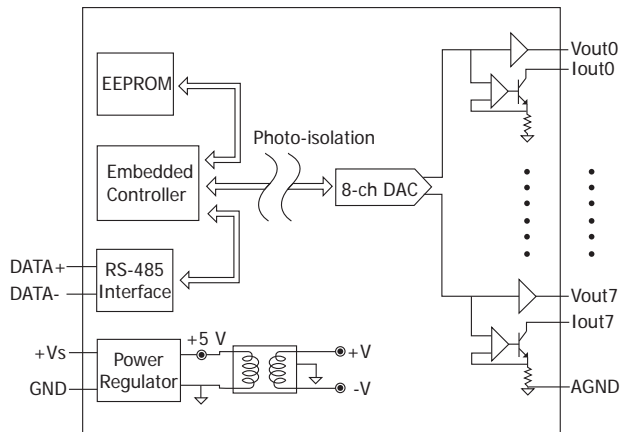 Vout0
Iout0
EEPROM
Photo-isolation
Embedded
Controller
8-ch DAC
DATA+
DATA-
RS-485
Interface
Vout7
Iout7
+Vs
GND
Power
Regulator
+5 V
+V
-V
AGND